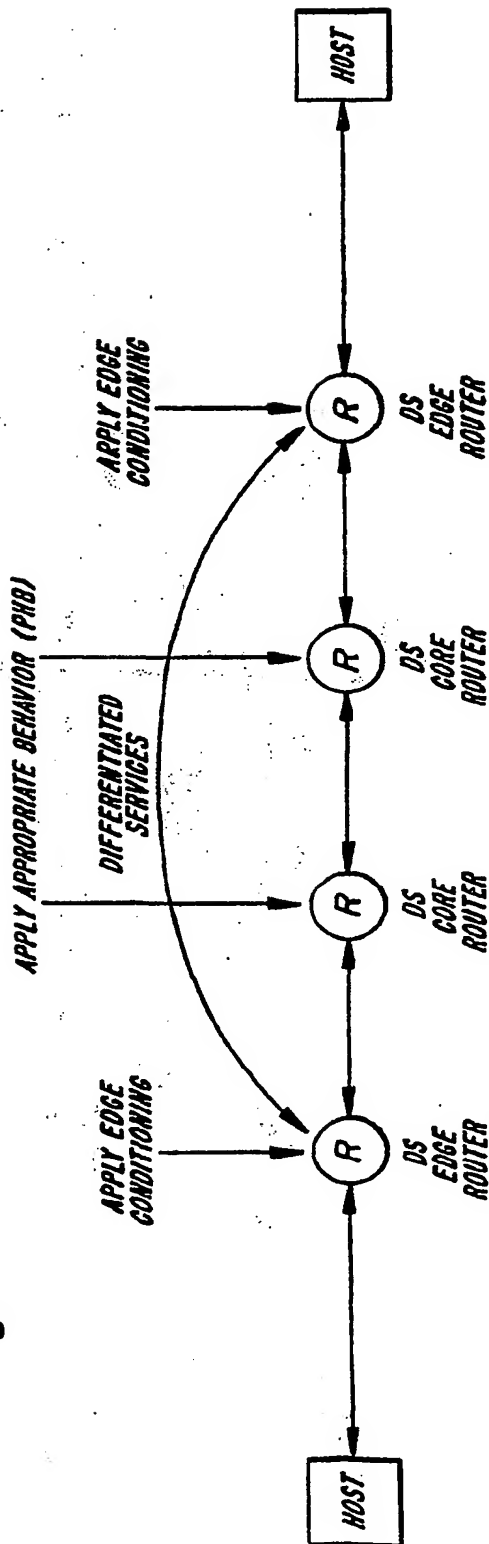 APPLY APPROPRIATE BEHAVIOR (PHB)
APPLY EDGE
CONDITIONING
APPLY EDGE
CONDITIONING
DIFFERENTIATED
SERVICES
HOST
R
R
R
R
HOST
DS
EDGE
ROUTER
DS
CORE
ROUTER
DS
CORE
ROUTER
DS
EDGE
ROUTER